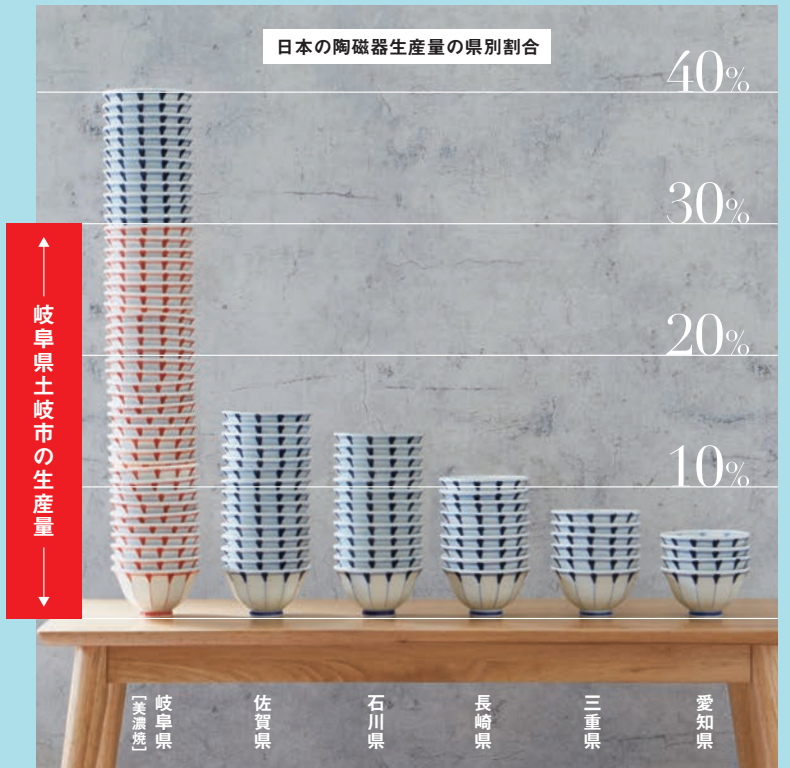 日本の陶磁器生産量の県別割合
40%
30%
20%
10%
岐阜県土岐市の生産量
岐阜県
[美濃焼]
佐賀県
石川県
長崎県
三重県
愛知県